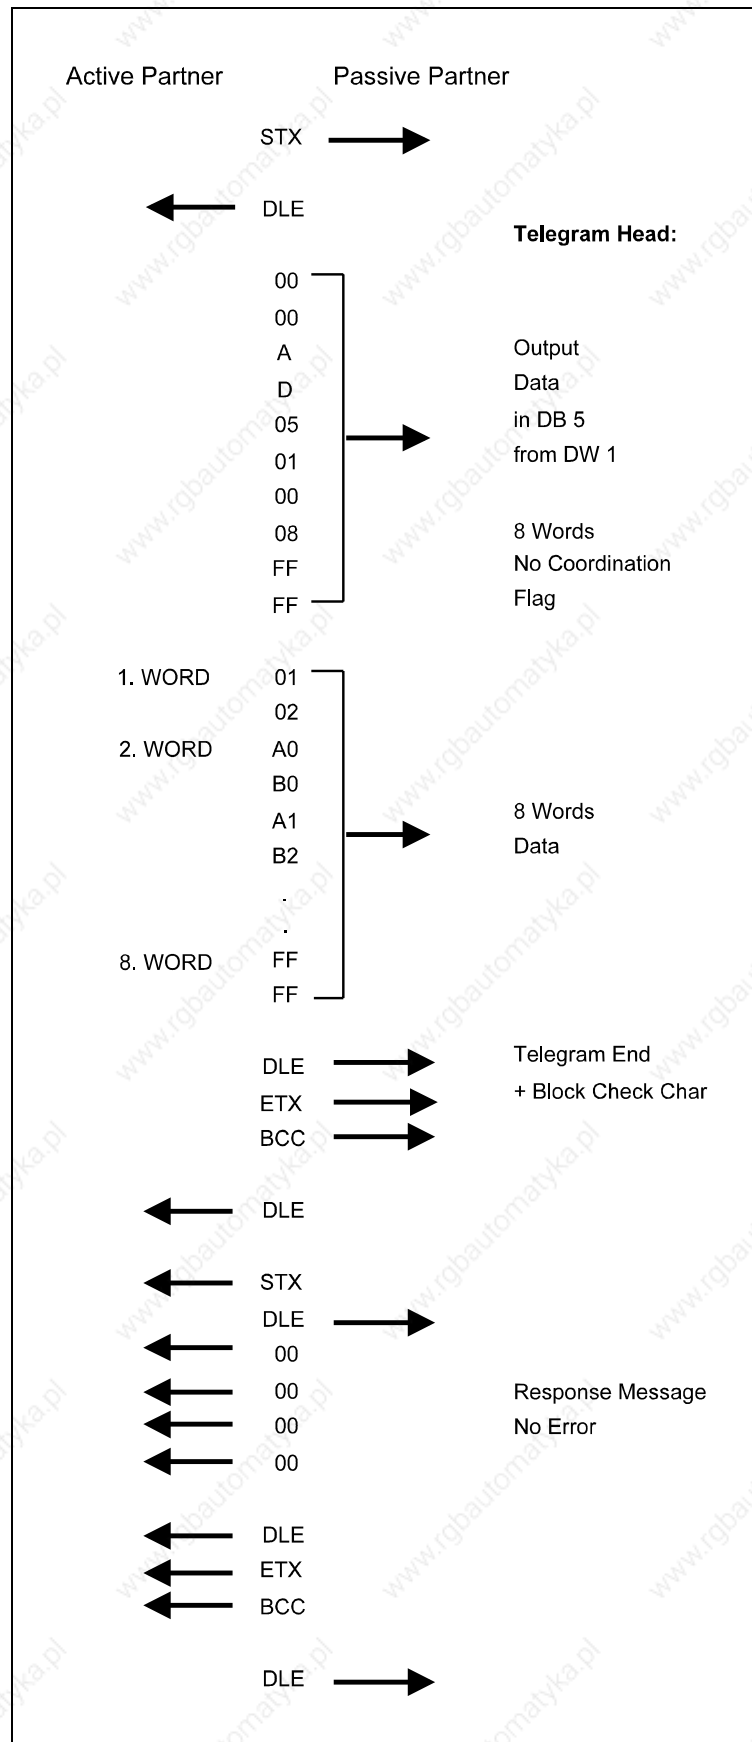 Active Partner Passive Partner
STX
DLE
Telegram Head:
00
00
A Output
D Data
05 in DB 5
01 from DW 1
00
08 8 Words
FF No Coordination
FF Flag
1. WORD 01
02
2. WORD A0
B0
A1 8 Words
B2 Data
.
.
8. WORD FF
FF
DLE Telegram End
ETX + Block Check Char
BCC
DLE
STX
DLE
00
00 Response Message
00 No Error
00
DLE
ETX
BCC
DLE
www.rgbautomatyka.pl